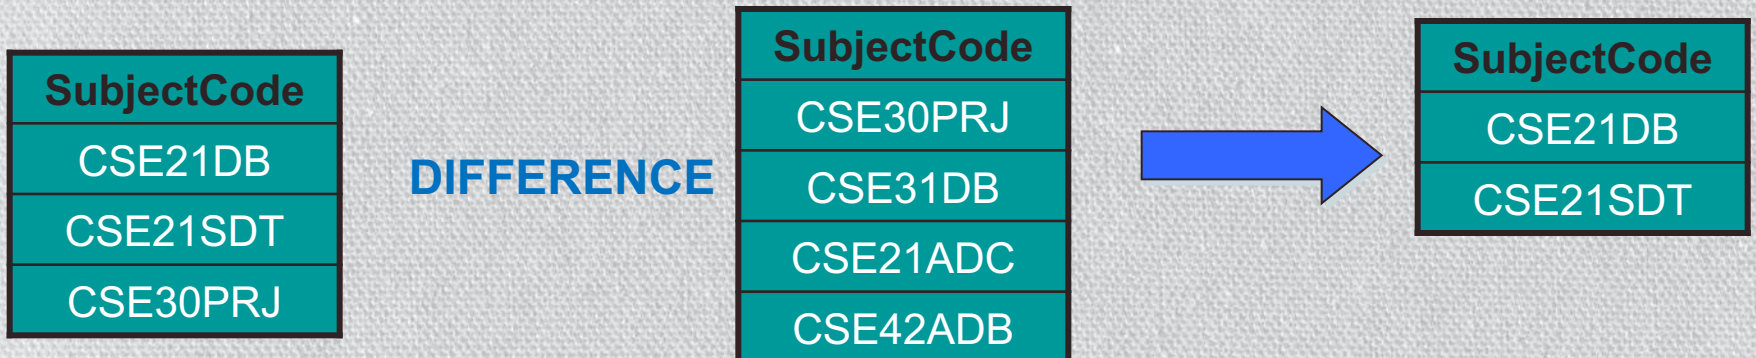 SubjectCode
CSE21DB
CSE21SDT
CSE30PRJ
DIFFERENCE
SubjectCode
CSE30PRJ
CSE31DB
CSE21ADC
CSE42ADB
SubjectCode
CSE21DB
CSE21SDT